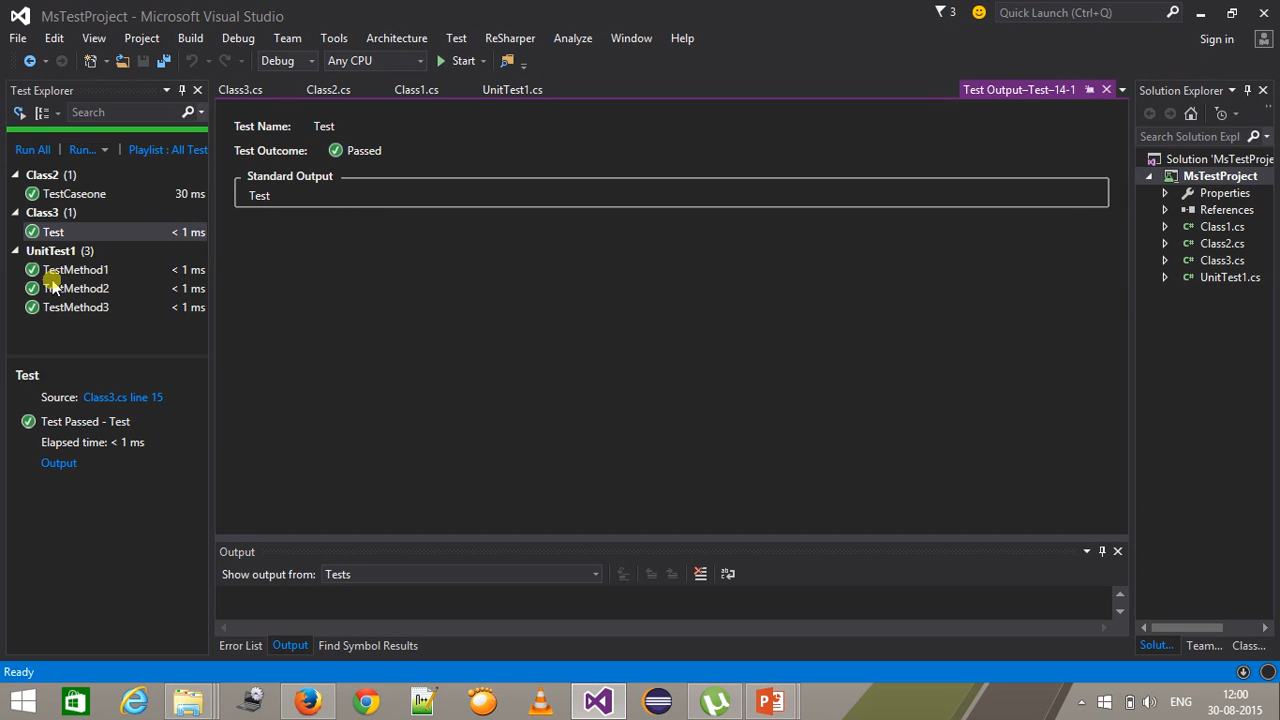 MsTestProject - Microsoft Visual Studio
3
Quick Launch (Ctrl+Q)
File Edit View Project Build Debug Team Tools Architecture Test ReSharper Analyze Window Help
Sign in
Debug Any CPU Start
Test Explorer
Search
Run All | Run... | Playlist : All Test
Class2 (1)
TestCaseone 30 ms
Class3 (1)
Test < 1 ms
UnitTest1 (3)
TestMethod1 < 1 ms
TestMethod2 < 1 ms
TestMethod3 < 1 ms
Test
Source: Class3.cs line 15
Test Passed - Test
Elapsed time: < 1 ms
Output
Class3.cs Class2.cs Class1.cs UnitTest1.cs Test Output–Test–14-1
Test Name: Test
Test Outcome: Passed
Standard Output
Test
Output
Show output from: Tests
Error List Output Find Symbol Results
Solution Explorer
Search Solution Expl
Solution 'MsTestProje
MsTestProject
Properties
References
C# Class1.cs
C# Class2.cs
C# Class3.cs
C# UnitTest1.cs
Solut... Team... Class...
Ready
ENG
12:00
30-08-2015